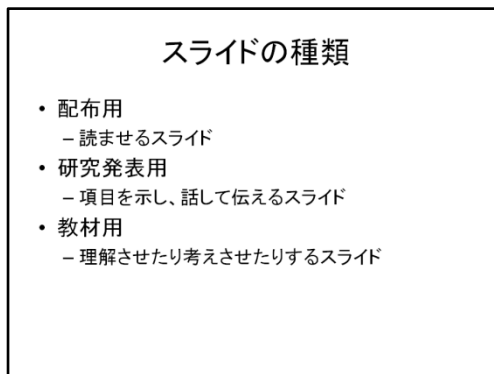 スライドの種類
• 配布用
– 読ませるスライド
• 研究発表用
– 項目を示し、話して伝えるスライド
• 教材用
– 理解させたり考えさせたりするスライド